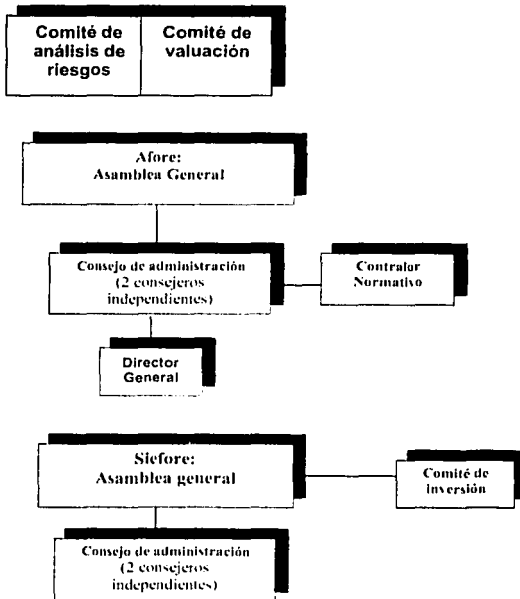 Comité de
análisis de
riesgos
Comité de
valuación
Afore:
Asamblea General
Consejo de administración
(2 consejeros
independientes)
Contralor
Normativo
Director
General
Siefore:
Asamblea general
Comité de
inversión
Consejo de administración
(2 consejeros
independientes)